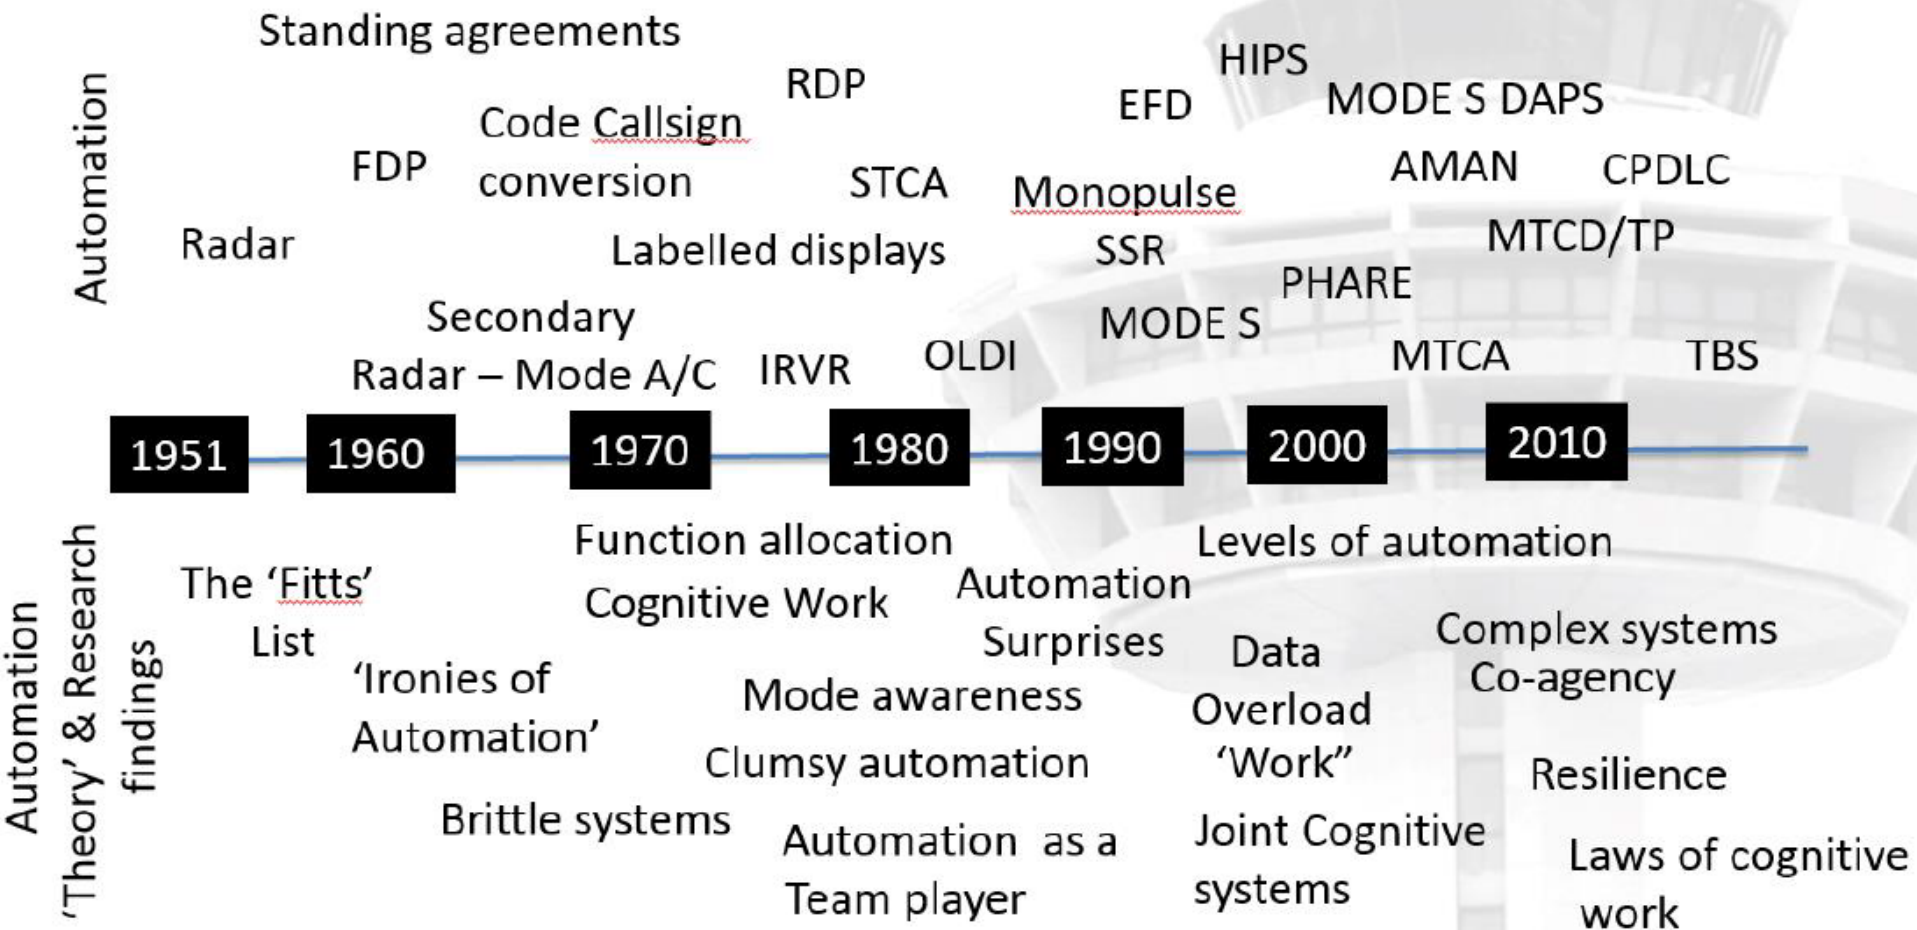 Automation
Standing agreements
RDP
HIPS
EFD
MODE S DAPS
Code Callsign
conversion
FDP
STCA
Monopulse
SSR
AMAN
CPDLC
Radar
Labelled displays
MTCD/TP
PHARE
Secondary
Radar – Mode A/C
IRVR
OLDI
MODE S
MTCA
TBS
1951
1960
1970
1980
1990
2000
2010
Automation
‘Theory’ & Research
findings
The ‘Fitts’
List
‘Ironies of
Automation’
Brittle systems
Function allocation
Cognitive Work
Automation
Surprises
Mode awareness
Clumsy automation
Automation as a
Team player
Levels of automation
Data
Overload
‘Work”
Joint Cognitive
systems
Complex systems
Co-agency
Resilience
Laws of cognitive
work